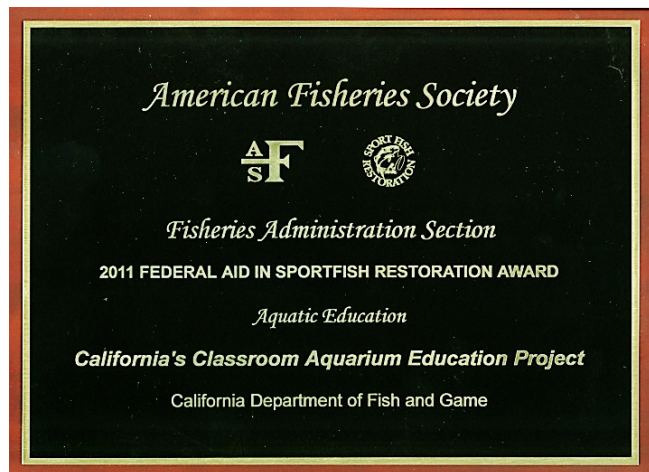 American Fisheries Society
A F S
SPORT FISH RESTORATION
Fisheries Administration Section
2011 FEDERAL AID IN SPORTFISH RESTORATION AWARD
Aquatic Education
California's Classroom Aquarium Education Project
California Department of Fish and Game